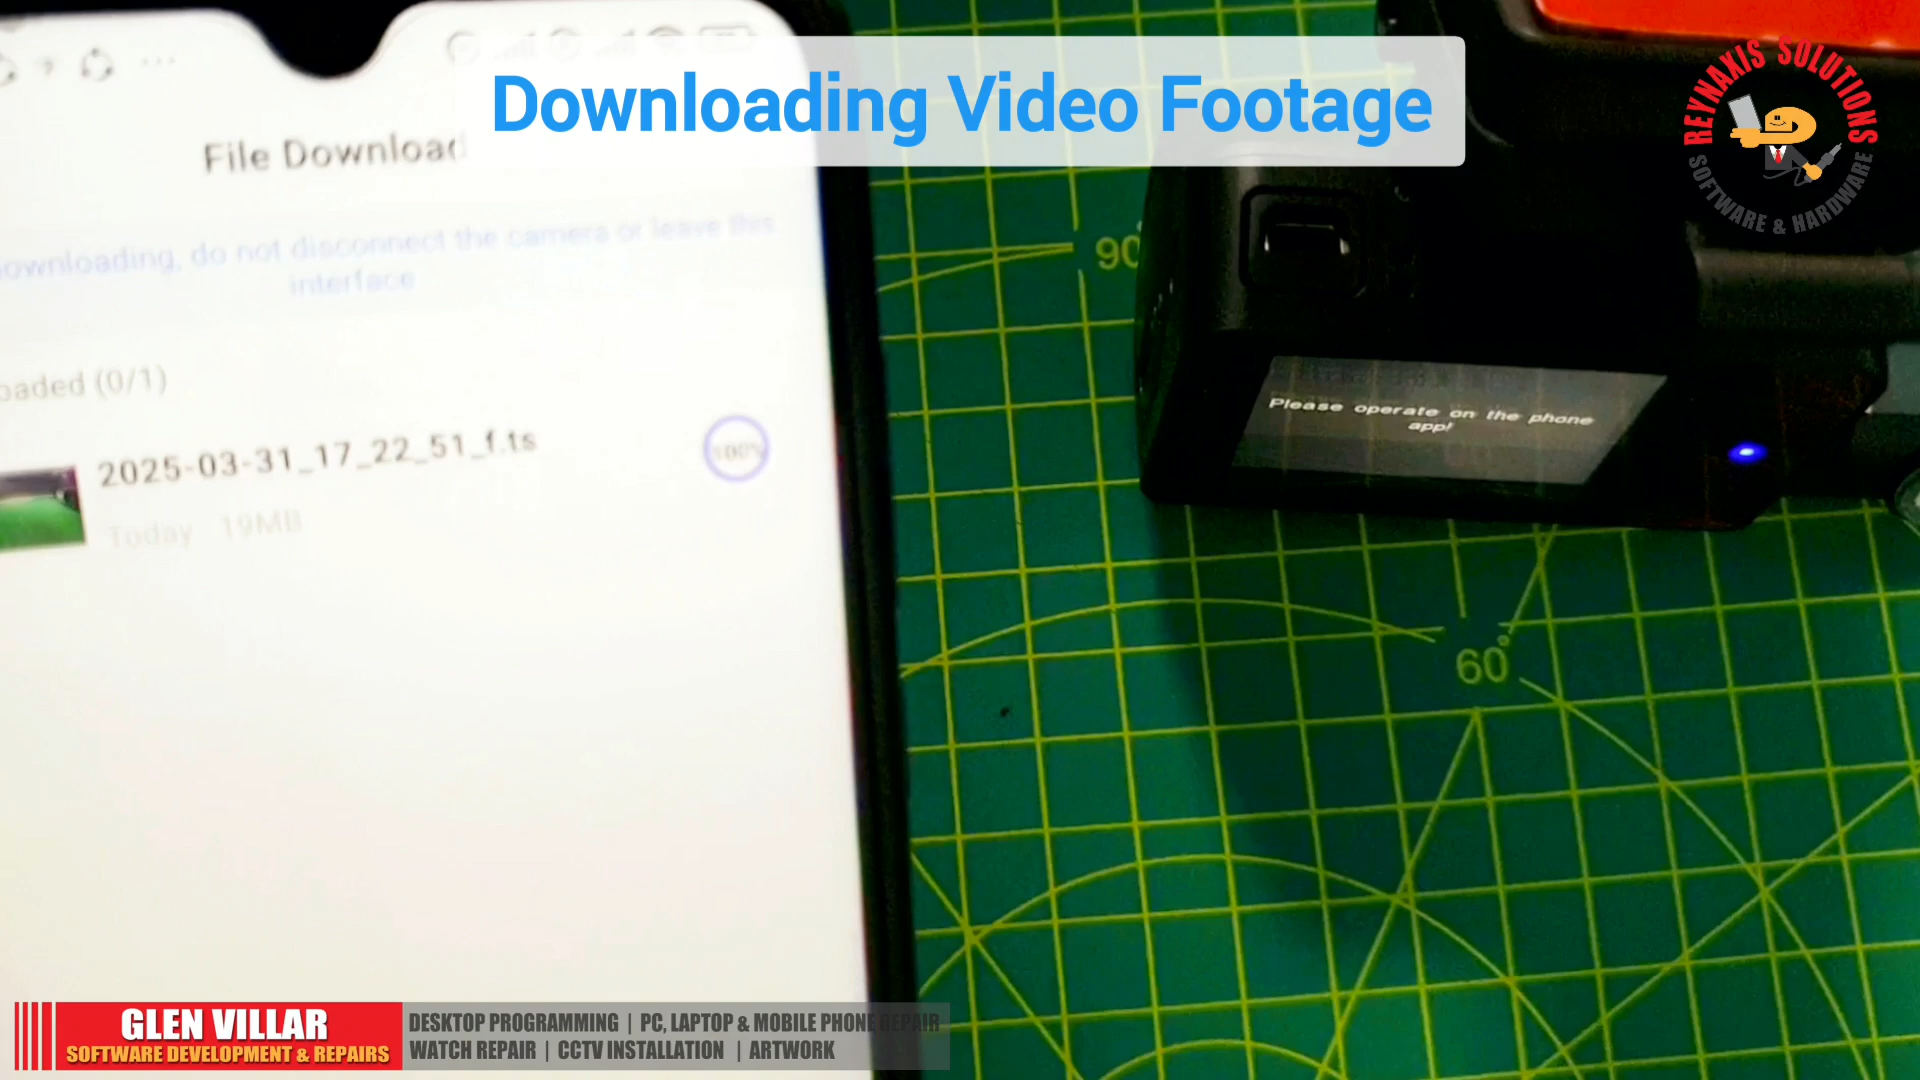 Downloading Video Footage
REYNAXIS SOLUTIONS
SOFTWARE & HARDWARE
File Download
ownloading, do not disconnect the camera or leave this
interface
oaded (0/1)
2025-03-31_17_22_51_f.ts
100%
Today 19MB
90
Please operate on the phone
app!
60°
GLEN VILLAR
SOFTWARE DEVELOPMENT & REPAIRS
DESKTOP PROGRAMMING | PC, LAPTOP & MOBILE PHONE REPAIR
WATCH REPAIR | CCTV INSTALLATION | ARTWORK